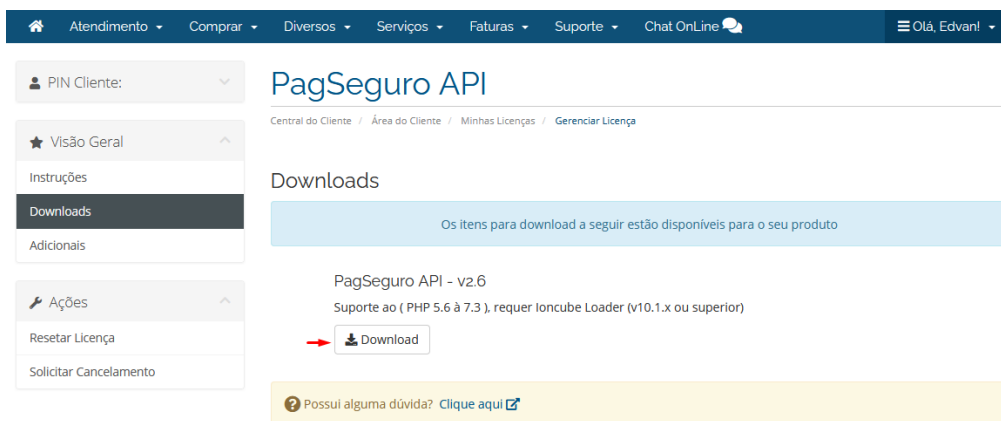 Atendimento Comprar Diversos Serviços Faturas Suporte Chat OnLine Olá, Edvan!
PIN Cliente:
Visão Geral
Instruções
Downloads
Adicionais
Ações
Resetar Licença
Solicitar Cancelamento
PagSeguro API
Central do Cliente / Área do Cliente / Minhas Licenças / Gerenciar Licença
Downloads
Os itens para download a seguir estão disponíveis para o seu produto
PagSeguro API - v2.6
Suporte ao ( PHP 5.6 à 7.3 ), requer Ioncube Loader (v10.1.x ou superior)
Download
Possui alguma dúvida? Clique aqui